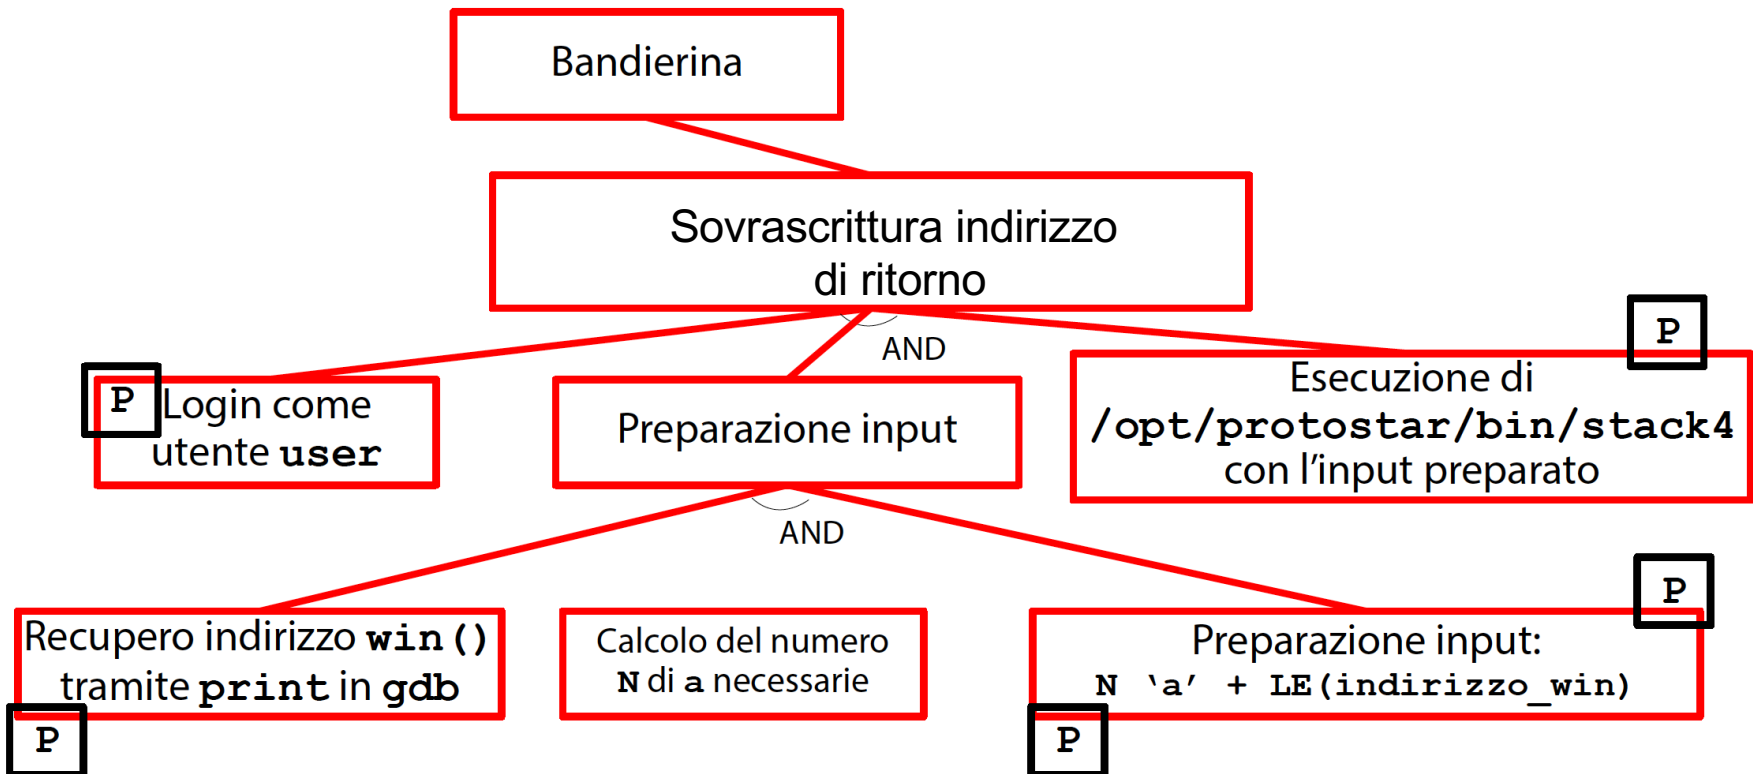 Bandierina
Sovrascrittura indirizzo
di ritorno
AND
P
Login come
utente user
Preparazione input
P
Esecuzione di
/opt/protostar/bin/stack4
con l'input preparato
AND
Recupero indirizzo win()
tramite print in gdb
P
Calcolo del numero
N di a necessarie
P
Preparazione input:
N ‘a’ + LE(indirizzo_win)
P